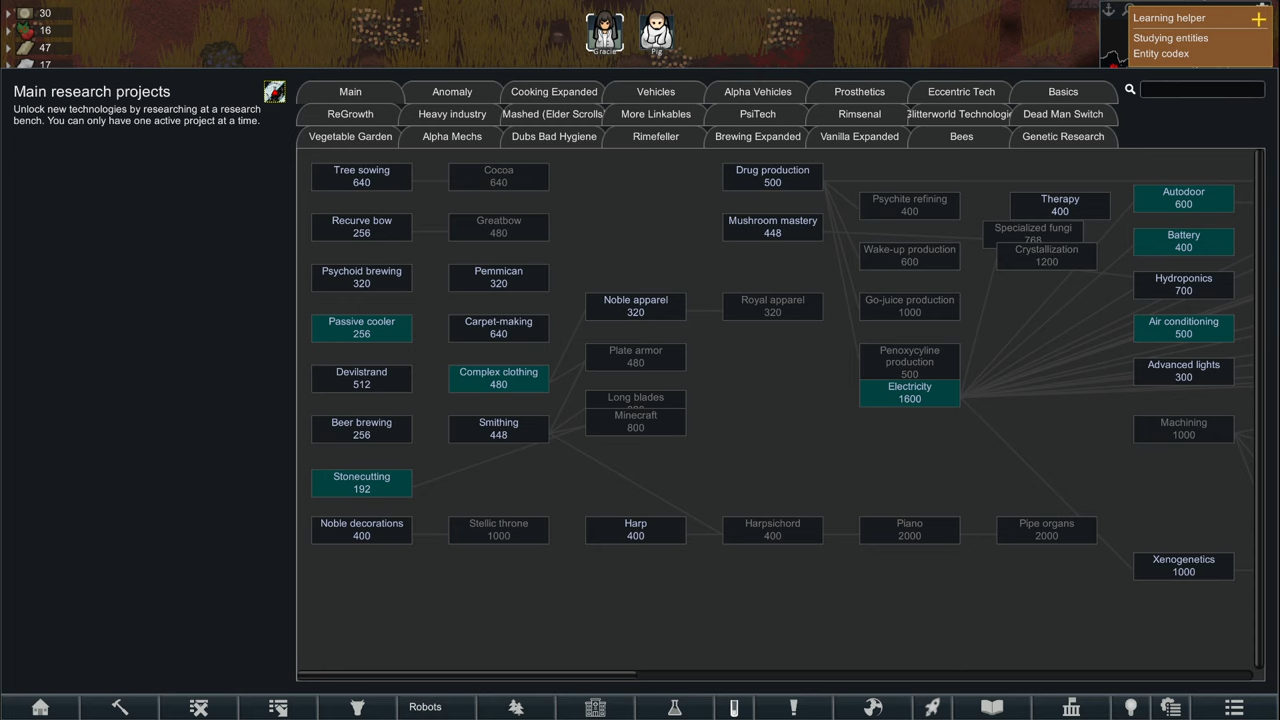 30
16
47
17
Gracie
Pig
Learning helper
Studying entities
Entity codex
Main research projects
Unlock new technologies by researching at a research
bench. You can only have one active project at a time.
Main
Anomaly
Cooking Expanded
Vehicles
Alpha Vehicles
Prosthetics
Eccentric Tech
Basics
ReGrowth
Heavy industry
Mashed (Elder Scrolls
More Linkables
PsiTech
Rimsenal
Glitterworld Technologi
Dead Man Switch
Vegetable Garden
Alpha Mechs
Dubs Bad Hygiene
Rimefeller
Brewing Expanded
Vanilla Expanded
Bees
Genetic Research
Tree sowing
640
Cocoa
640
Drug production
500
Psychite refining
400
Therapy
400
Autodoor
600
Recurve bow
256
Greatbow
480
Mushroom mastery
448
Specialized fungi
768
Wake-up production
600
Crystallization
1200
Battery
400
Psychoid brewing
320
Pemmican
320
Hydroponics
700
Noble apparel
320
Royal apparel
320
Go-juice production
1000
Passive cooler
256
Carpet-making
640
Air conditioning
500
Plate armor
480
Penoxycyline
production
500
Devilstrand
512
Complex clothing
480
Electricity
1600
Advanced lights
300
Long blades
Minecraft
800
Beer brewing
256
Smithing
448
Machining
1000
Stonecutting
192
Noble decorations
400
Stellic throne
1000
Harp
400
Harpsichord
400
Piano
2000
Pipe organs
2000
Xenogenetics
1000
Robots